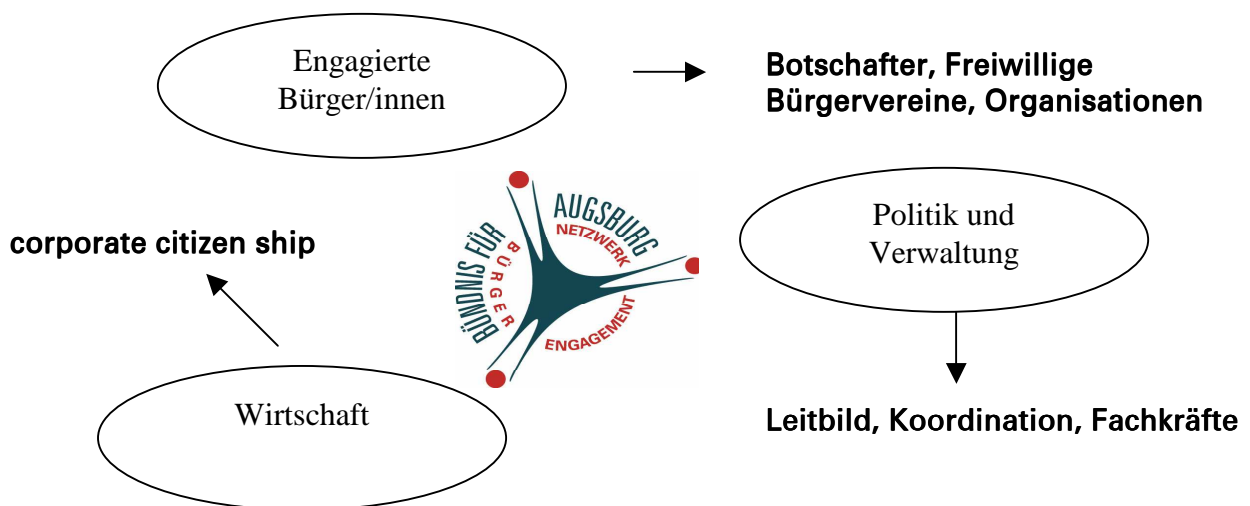 Engagierte
Bürger/innen
Botschafter, Freiwillige
Bürgervereine, Organisationen
Politik und
Verwaltung
corporate citizen ship
BÜNDNIS FÜR
AUGSBURG
BÜRGER
NETZWERK
ENGAGEMENT
Wirtschaft
Leitbild, Koordination, Fachkräfte